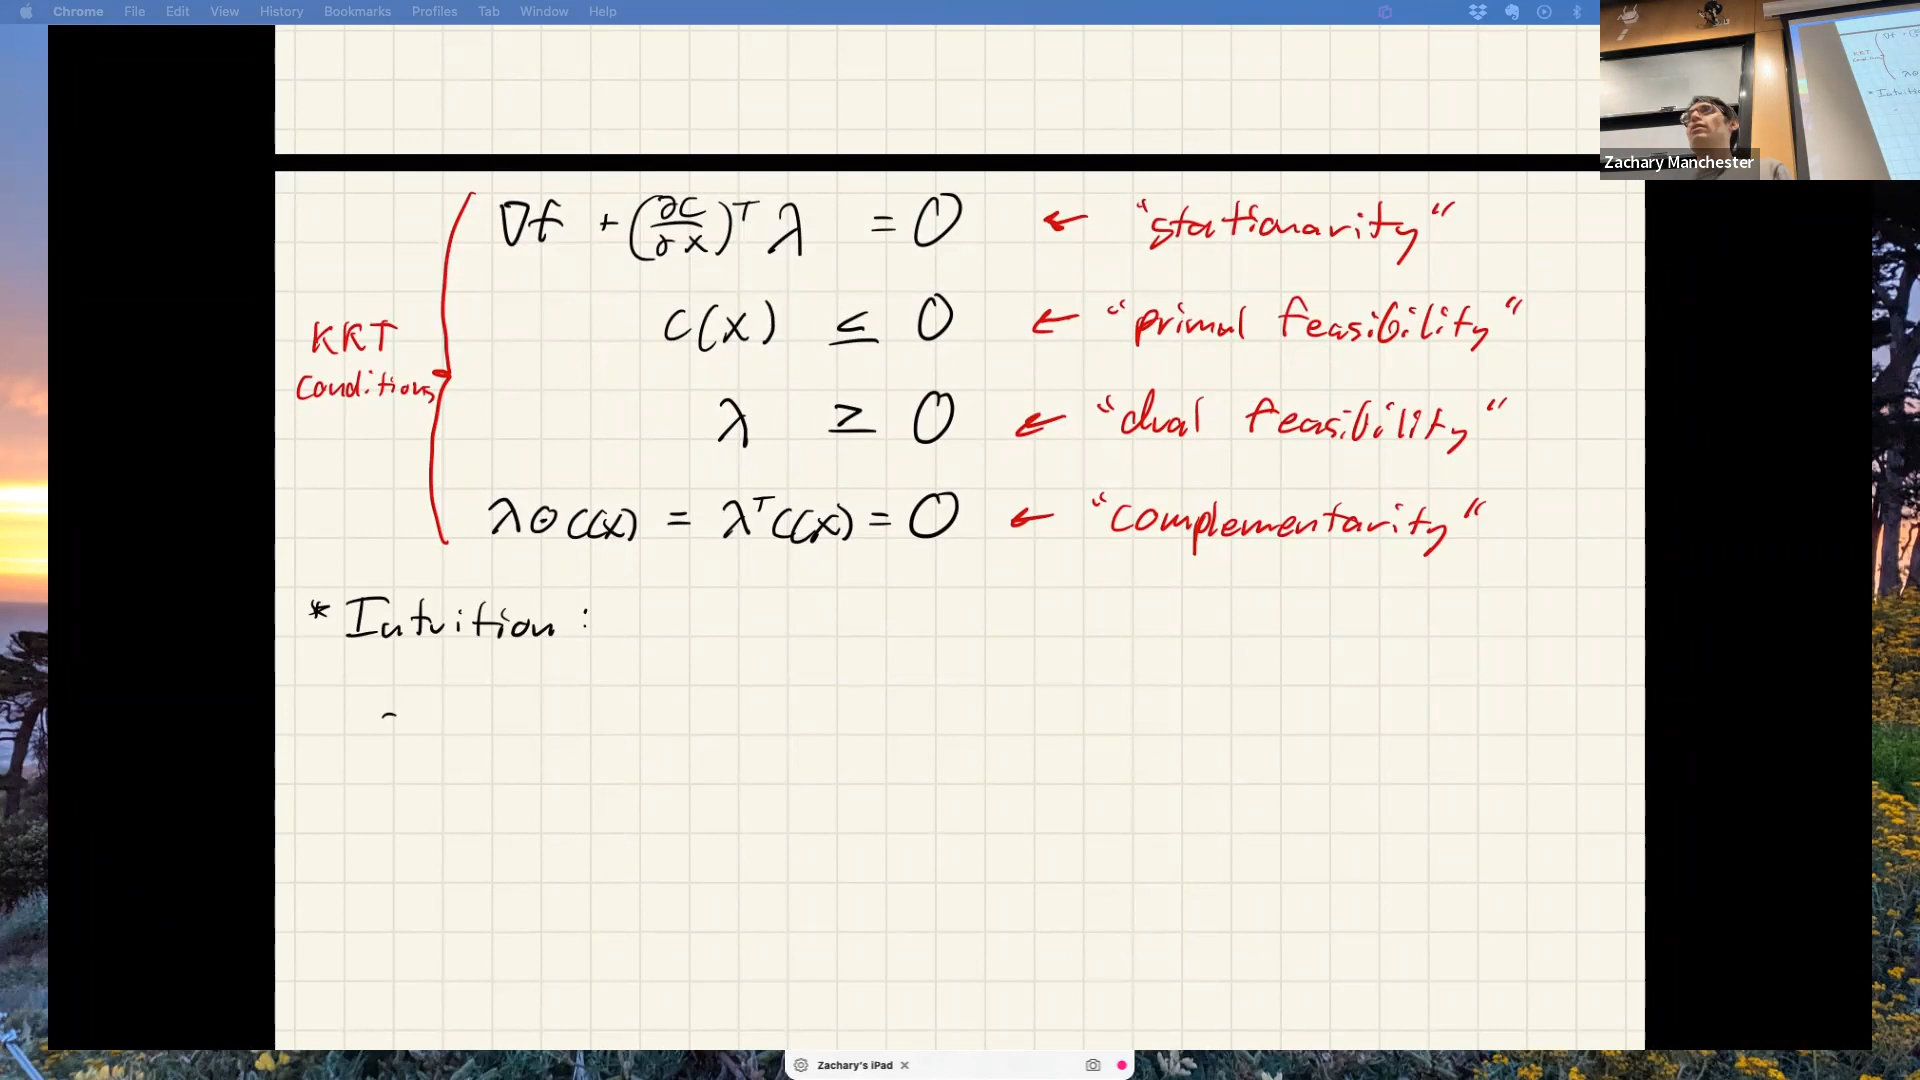 Chrome File Edit View History Bookmarks Profiles Tab Window Help
Zachary Manchester
∇f + (∂c/∂x)ᵀ λ = 0 ← "stationarity"
c(x) ≤ 0 ← "primal feasibility"
KKT
Conditions
λ ≥ 0 ← "dual feasibility"
λ⊙c(x) = λᵀc(x) = 0 ← "complementarity"
* Intuition :
-
Zachary's iPad